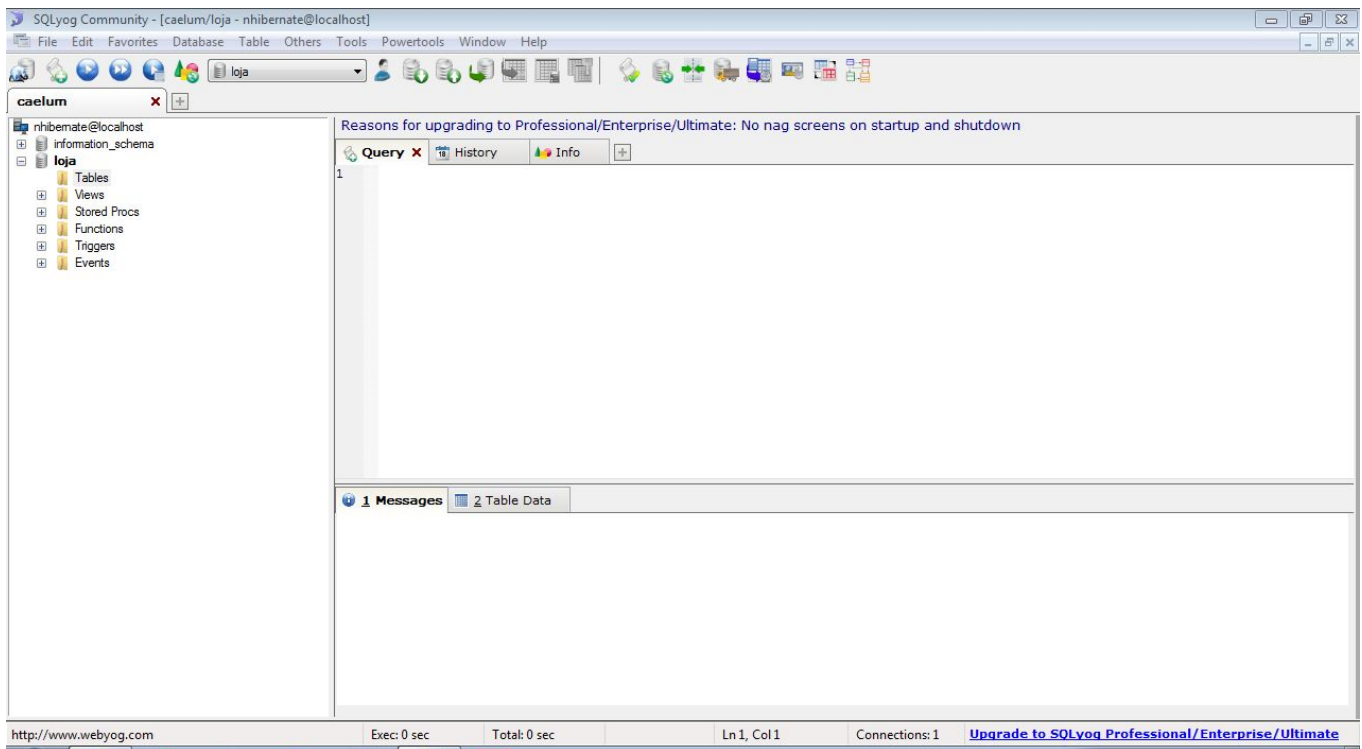 SQLyog Community - [caelum/loja - nhibernate@localhost]
File Edit Favorites Database Table Others Tools Powertools Window Help
loja
caelum
nhibernate@localhost
information_schema
loja
Tables
Views
Stored Procs
Functions
Triggers
Events
Reasons for upgrading to Professional/Enterprise/Ultimate: No nag screens on startup and shutdown
Query History Info
1
1 Messages 2 Table Data
http://www.webyog.com Exec: 0 sec Total: 0 sec Ln 1, Col 1 Connections: 1 Upgrade to SQLyog Professional/Enterprise/Ultimate